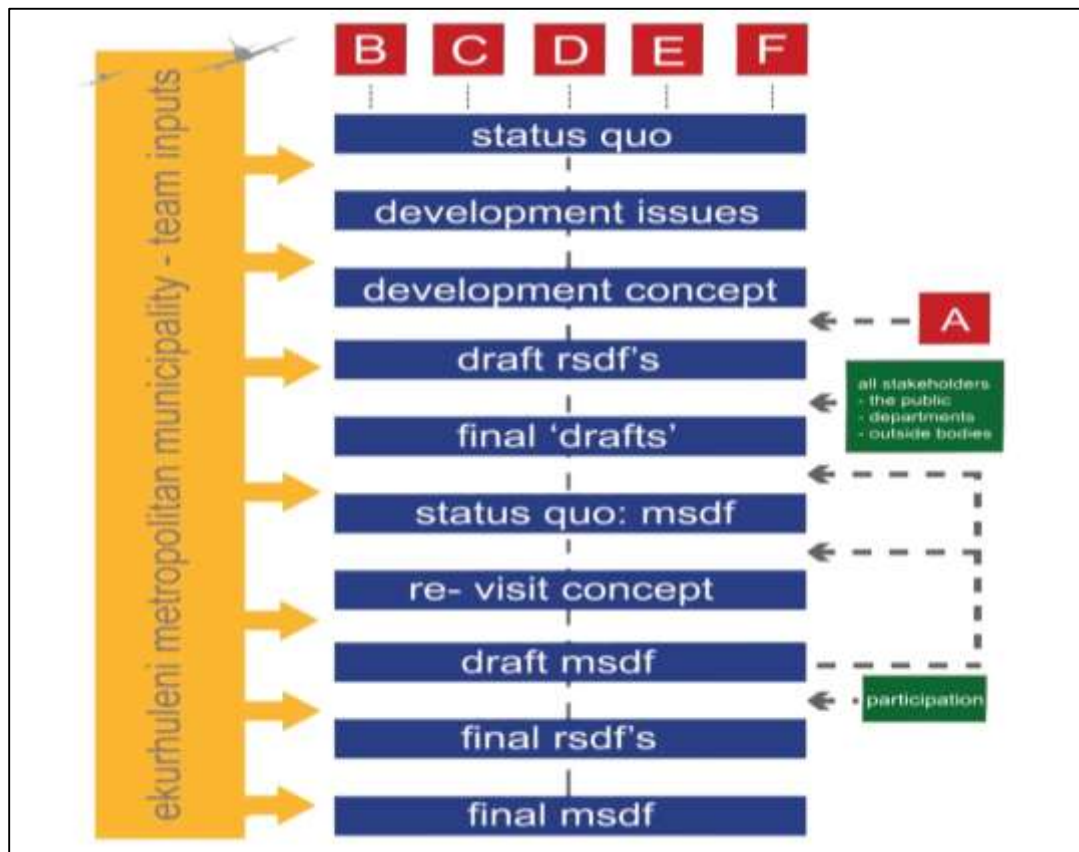 ekurhuleni metropolitan municipality - team inputs
B C D E F
status quo
development issues
development concept
A
draft rsdf's
all stakeholders
- the public
- departments
- outside bodies
final 'drafts'
status quo: msdf
re- visit concept
draft msdf
participation
final rsdf's
final msdf